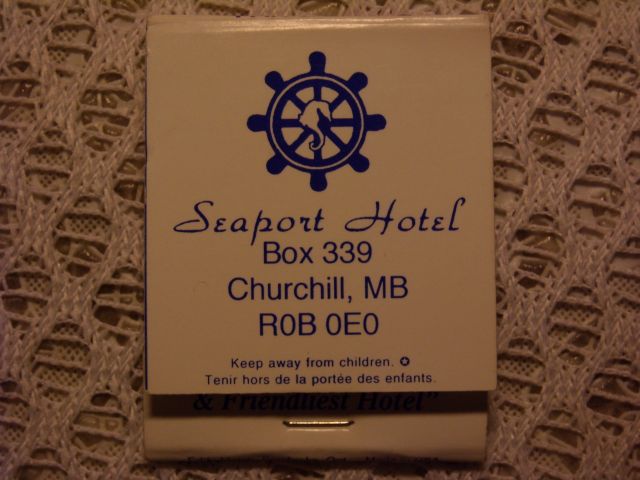 Seaport Hotel
Box 339
Churchill, MB
R0B 0E0
Keep away from children.
Tenir hors de la portée des enfants.
& Friendliest Hotel"